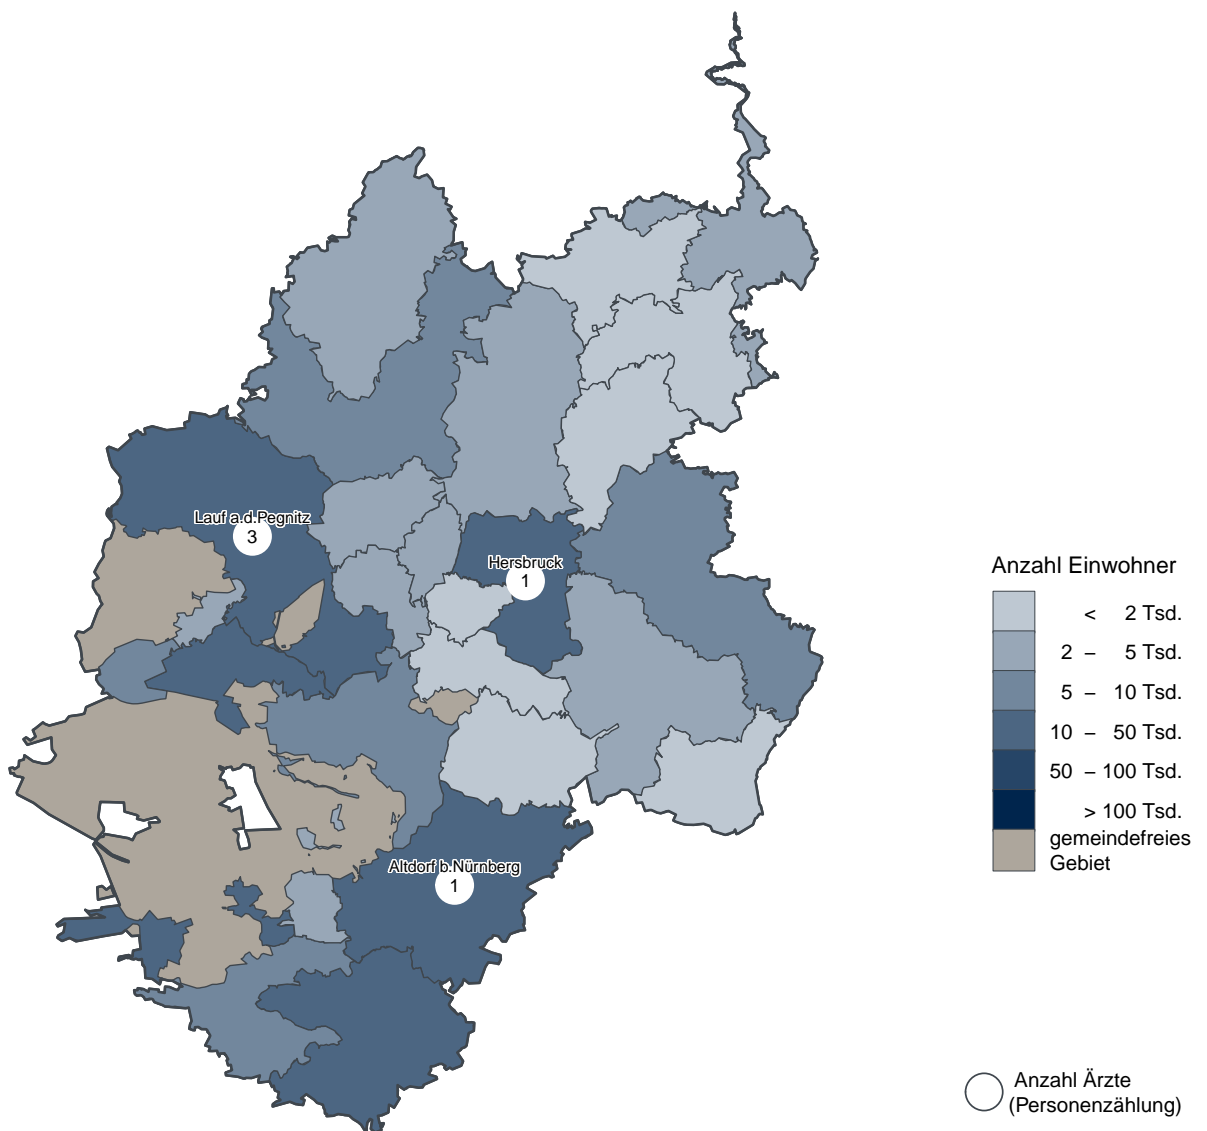 Lauf a.d.Pegnitz
3
Hersbruck
1
Altdorf b.Nürnberg
1
Anzahl Einwohner
< 2 Tsd.
2 – 5 Tsd.
5 – 10 Tsd.
10 – 50 Tsd.
50 – 100 Tsd.
> 100 Tsd.
gemeindefreies
Gebiet
Anzahl Ärzte
(Personenzählung)